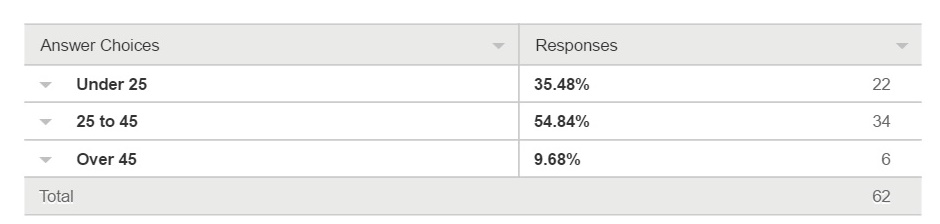 Answer Choices Responses
Under 25 35.48% 22
25 to 45 54.84% 34
Over 45 9.68% 6
Total 62